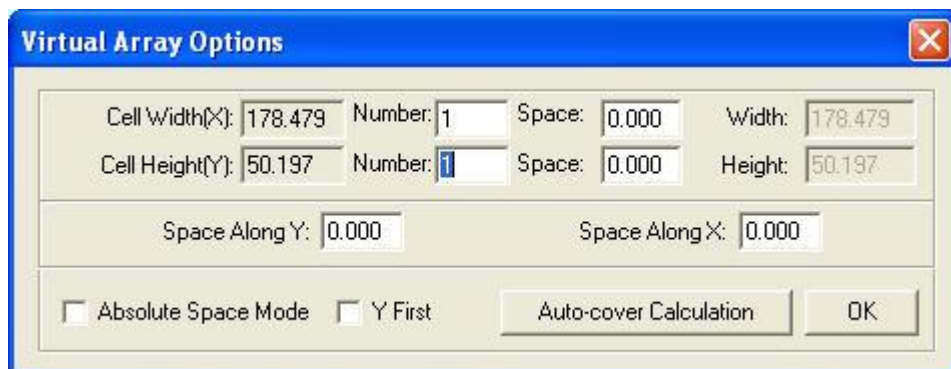 Virtual Array Options
Cell Width(X): 178.479 Number: 1 Space: 0.000 Width: 178.479
Cell Height(Y): 50.197 Number: 1 Space: 0.000 Height: 50.197
Space Along Y: 0.000 Space Along X: 0.000
Absolute Space Mode Y First Auto-cover Calculation OK